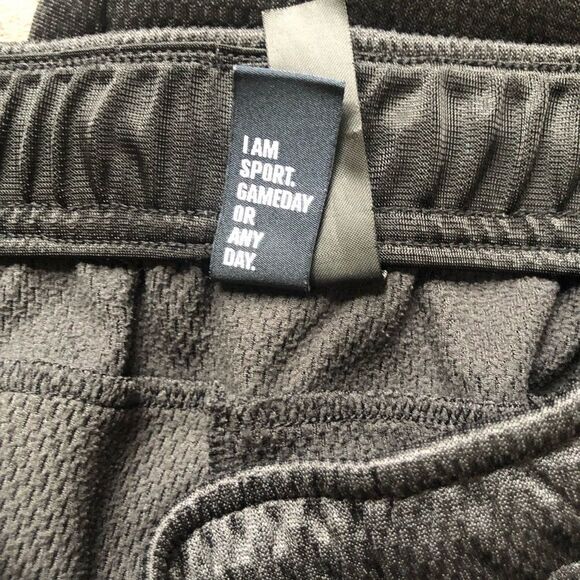 I AM
SPORT.
GAMEDAY
OR
ANY
DAY.